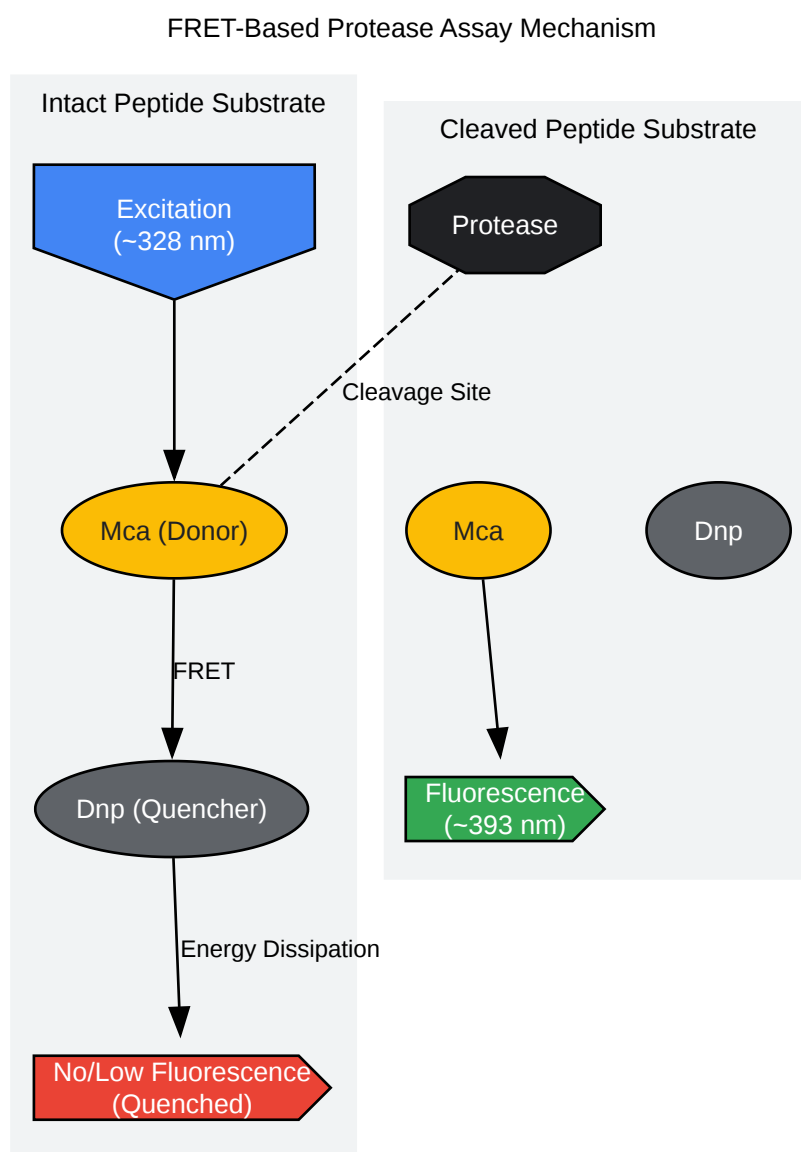 FRET-Based Protease Assay Mechanism
Intact Peptide Substrate
Excitation
(~328 nm)
Mca (Donor)
FRET
Dnp (Quencher)
Energy Dissipation
No/Low Fluorescence
(Quenched)
Cleaved Peptide Substrate
Protease
Cleavage Site
Mca
Dnp
Fluorescence
(~393 nm)